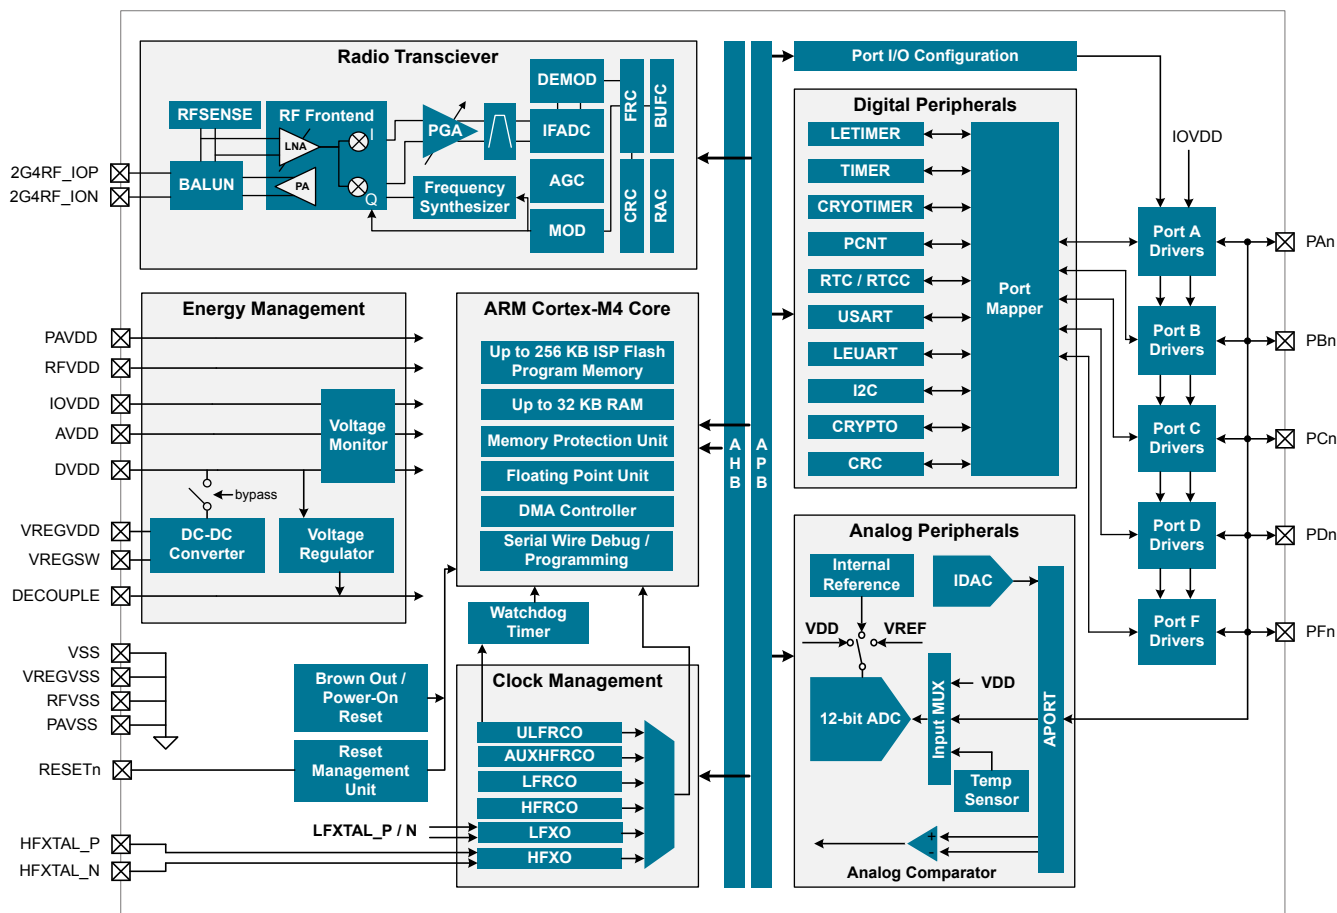 Radio Transciever
RFSENSE
RF Frontend
LNA
I
PA
Q
BALUN
PGA
DEMOD
IFADC
AGC
MOD
Frequency
Synthesizer
FRC
BUFC
CRC
RAC
2G4RF_IOP
2G4RF_ION
Energy Management
PAVDD
RFVDD
IOVDD
AVDD
DVDD
Voltage
Monitor
bypass
VREGVDD
VREGSW
DC-DC
Converter
Voltage
Regulator
DECOUPLE
VSS
VREGVSS
RFVSS
PAVSS
RESETn
Brown Out /
Power-On
Reset
Reset
Management
Unit
HFXTAL_P
HFXTAL_N
ARM Cortex-M4 Core
Up to 256 KB ISP Flash
Program Memory
Up to 32 KB RAM
Memory Protection Unit
Floating Point Unit
DMA Controller
Serial Wire Debug /
Programming
Watchdog
Timer
Clock Management
ULFRCO
AUXHFRCO
LFRCO
HFRCO
LFXTAL_P / N
LFXO
HFXO
AHB
APB
Port I/O Configuration
Digital Peripherals
LETIMER
TIMER
CRYOTIMER
PCNT
RTC / RTCC
USART
LEUART
I2C
CRYPTO
CRC
Port
Mapper
IOVDD
Port A
Drivers
Port B
Drivers
Port C
Drivers
Port D
Drivers
Port F
Drivers
PAn
PBn
PCn
PDn
PFn
Analog Peripherals
Internal
Reference
IDAC
VDD
VREF
12-bit ADC
Input MUX
VDD
Temp
Sensor
APORT
+
-
Analog Comparator